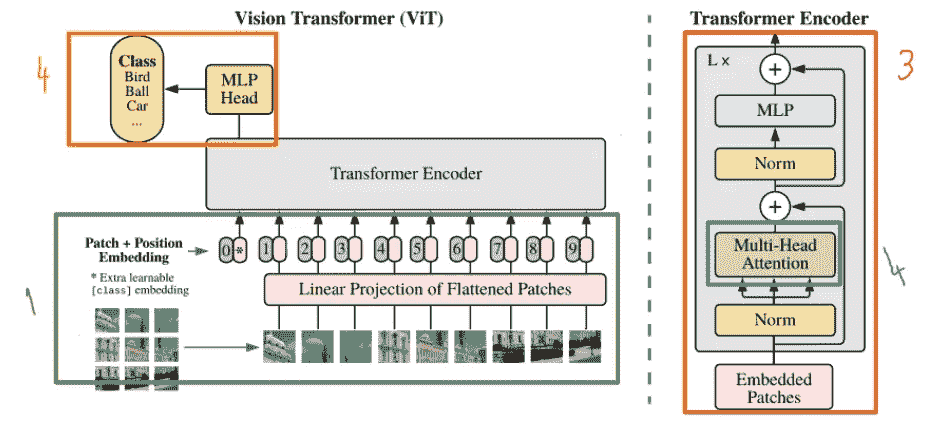 Vision Transformer (ViT)
4
Class
Bird
Ball
Car
...
MLP
Head
Transformer Encoder
1
Patch + Position
Embedding
* Extra learnable
[class] embedding
0 * 1 2 3 4 5 6 7 8 9
Linear Projection of Flattened Patches
Transformer Encoder
3
L ×
+
MLP
Norm
+
Multi-Head
Attention
4
Norm
Embedded
Patches